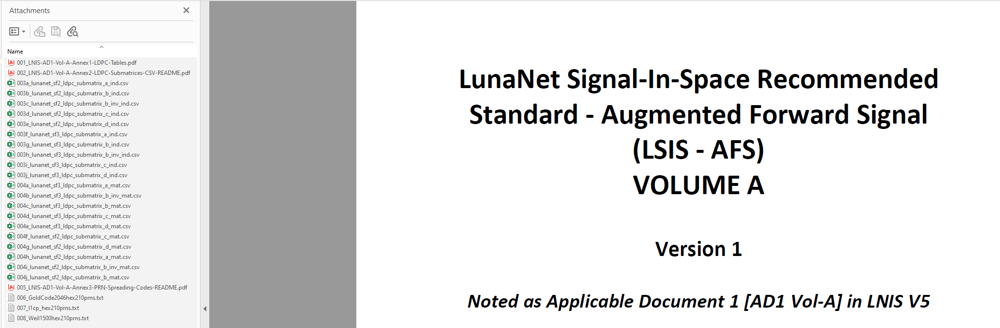 Attachments
Name
001_LNIS-AD1-Vol-A-Annex1-LDPC-Tables.pdf
002_LNIS-AD1-Vol-A-Annex2-LDPC-Submatrices-CSV-README.pdf
003a_lunanet_sf2_ldpc_submatrix_a_ind.csv
003b_lunanet_sf2_ldpc_submatrix_b_ind.csv
003c_lunanet_sf2_ldpc_submatrix_b_inv_ind.csv
003d_lunanet_sf2_ldpc_submatrix_c_ind.csv
003e_lunanet_sf2_ldpc_submatrix_d_ind.csv
003f_lunanet_sf3_ldpc_submatrix_a_ind.csv
003g_lunanet_sf3_ldpc_submatrix_b_ind.csv
003h_lunanet_sf3_ldpc_submatrix_b_inv_ind.csv
003i_lunanet_sf3_ldpc_submatrix_c_ind.csv
003j_lunanet_sf3_ldpc_submatrix_d_ind.csv
004a_lunanet_sf3_ldpc_submatrix_a_mat.csv
004b_lunanet_sf3_ldpc_submatrix_b_inv_mat.csv
004c_lunanet_sf3_ldpc_submatrix_b_mat.csv
004d_lunanet_sf3_ldpc_submatrix_c_mat.csv
004e_lunanet_sf3_ldpc_submatrix_d_mat.csv
004f_lunanet_sf2_ldpc_submatrix_c_mat.csv
004g_lunanet_sf2_ldpc_submatrix_d_mat.csv
004h_lunanet_sf2_ldpc_submatrix_a_mat.csv
004i_lunanet_sf2_ldpc_submatrix_b_inv_mat.csv
004j_lunanet_sf2_ldpc_submatrix_b_mat.csv
005_LNIS-AD1-Vol-A-Annex3-PRN-Spreading-Codes-README.pdf
006_GoldCode2046hex210prns.txt
007_l1cp_hex210prns.txt
008_Weil1500hex210prns.txt
LunaNet Signal-In-Space Recommended
Standard - Augmented Forward Signal
(LSIS - AFS)
VOLUME A
Version 1
Noted as Applicable Document 1 [AD1 Vol-A] in LNIS V5